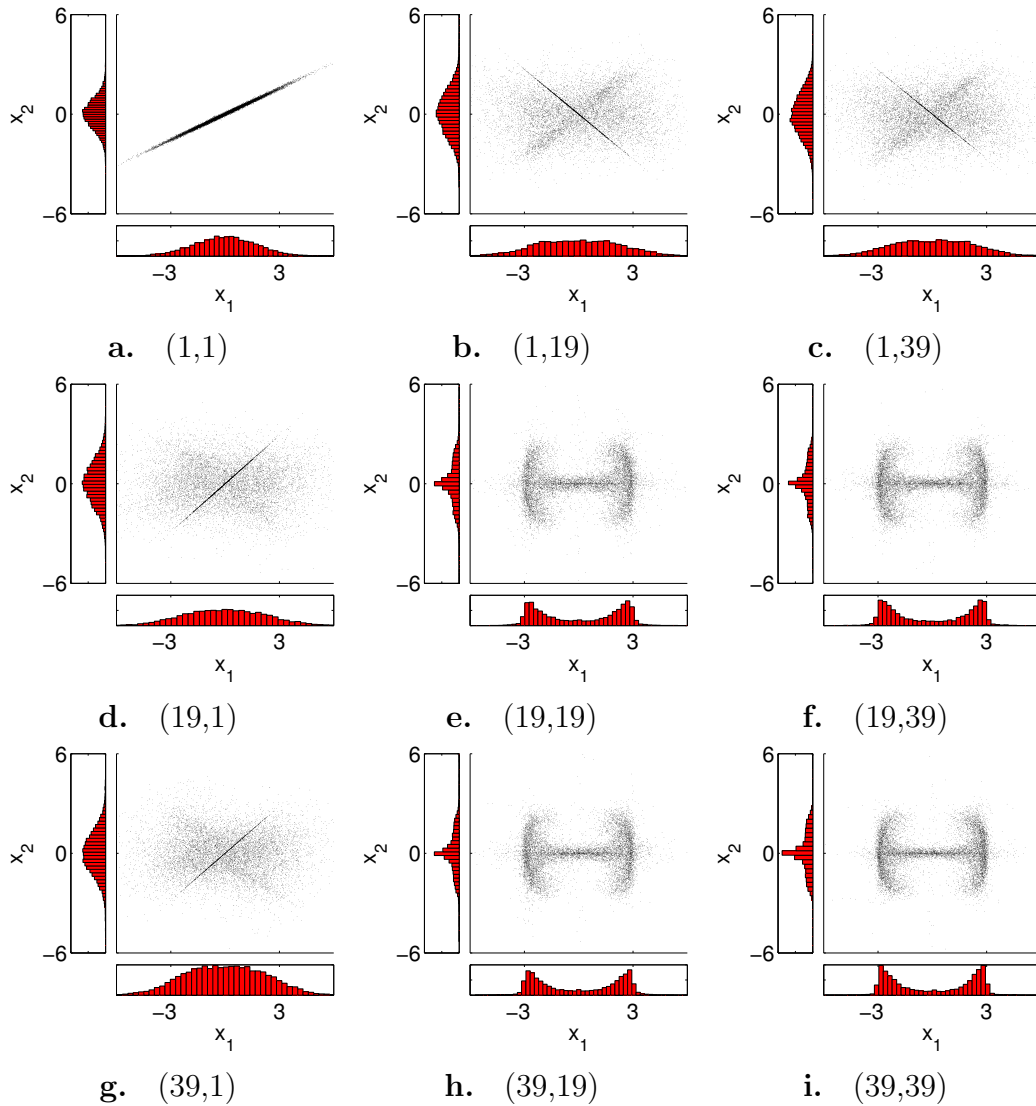 6
0
−6
x2
−3
3
x1
a. (1,1)
6
0
−6
x2
−3
3
x1
b. (1,19)
6
0
−6
x2
−3
3
x1
c. (1,39)
6
0
−6
x2
−3
3
x1
d. (19,1)
6
0
−6
x2
−3
3
x1
e. (19,19)
6
0
−6
x2
−3
3
x1
f. (19,39)
6
0
−6
x2
−3
3
x1
g. (39,1)
6
0
−6
x2
−3
3
x1
h. (39,19)
6
0
−6
x2
−3
3
x1
i. (39,39)